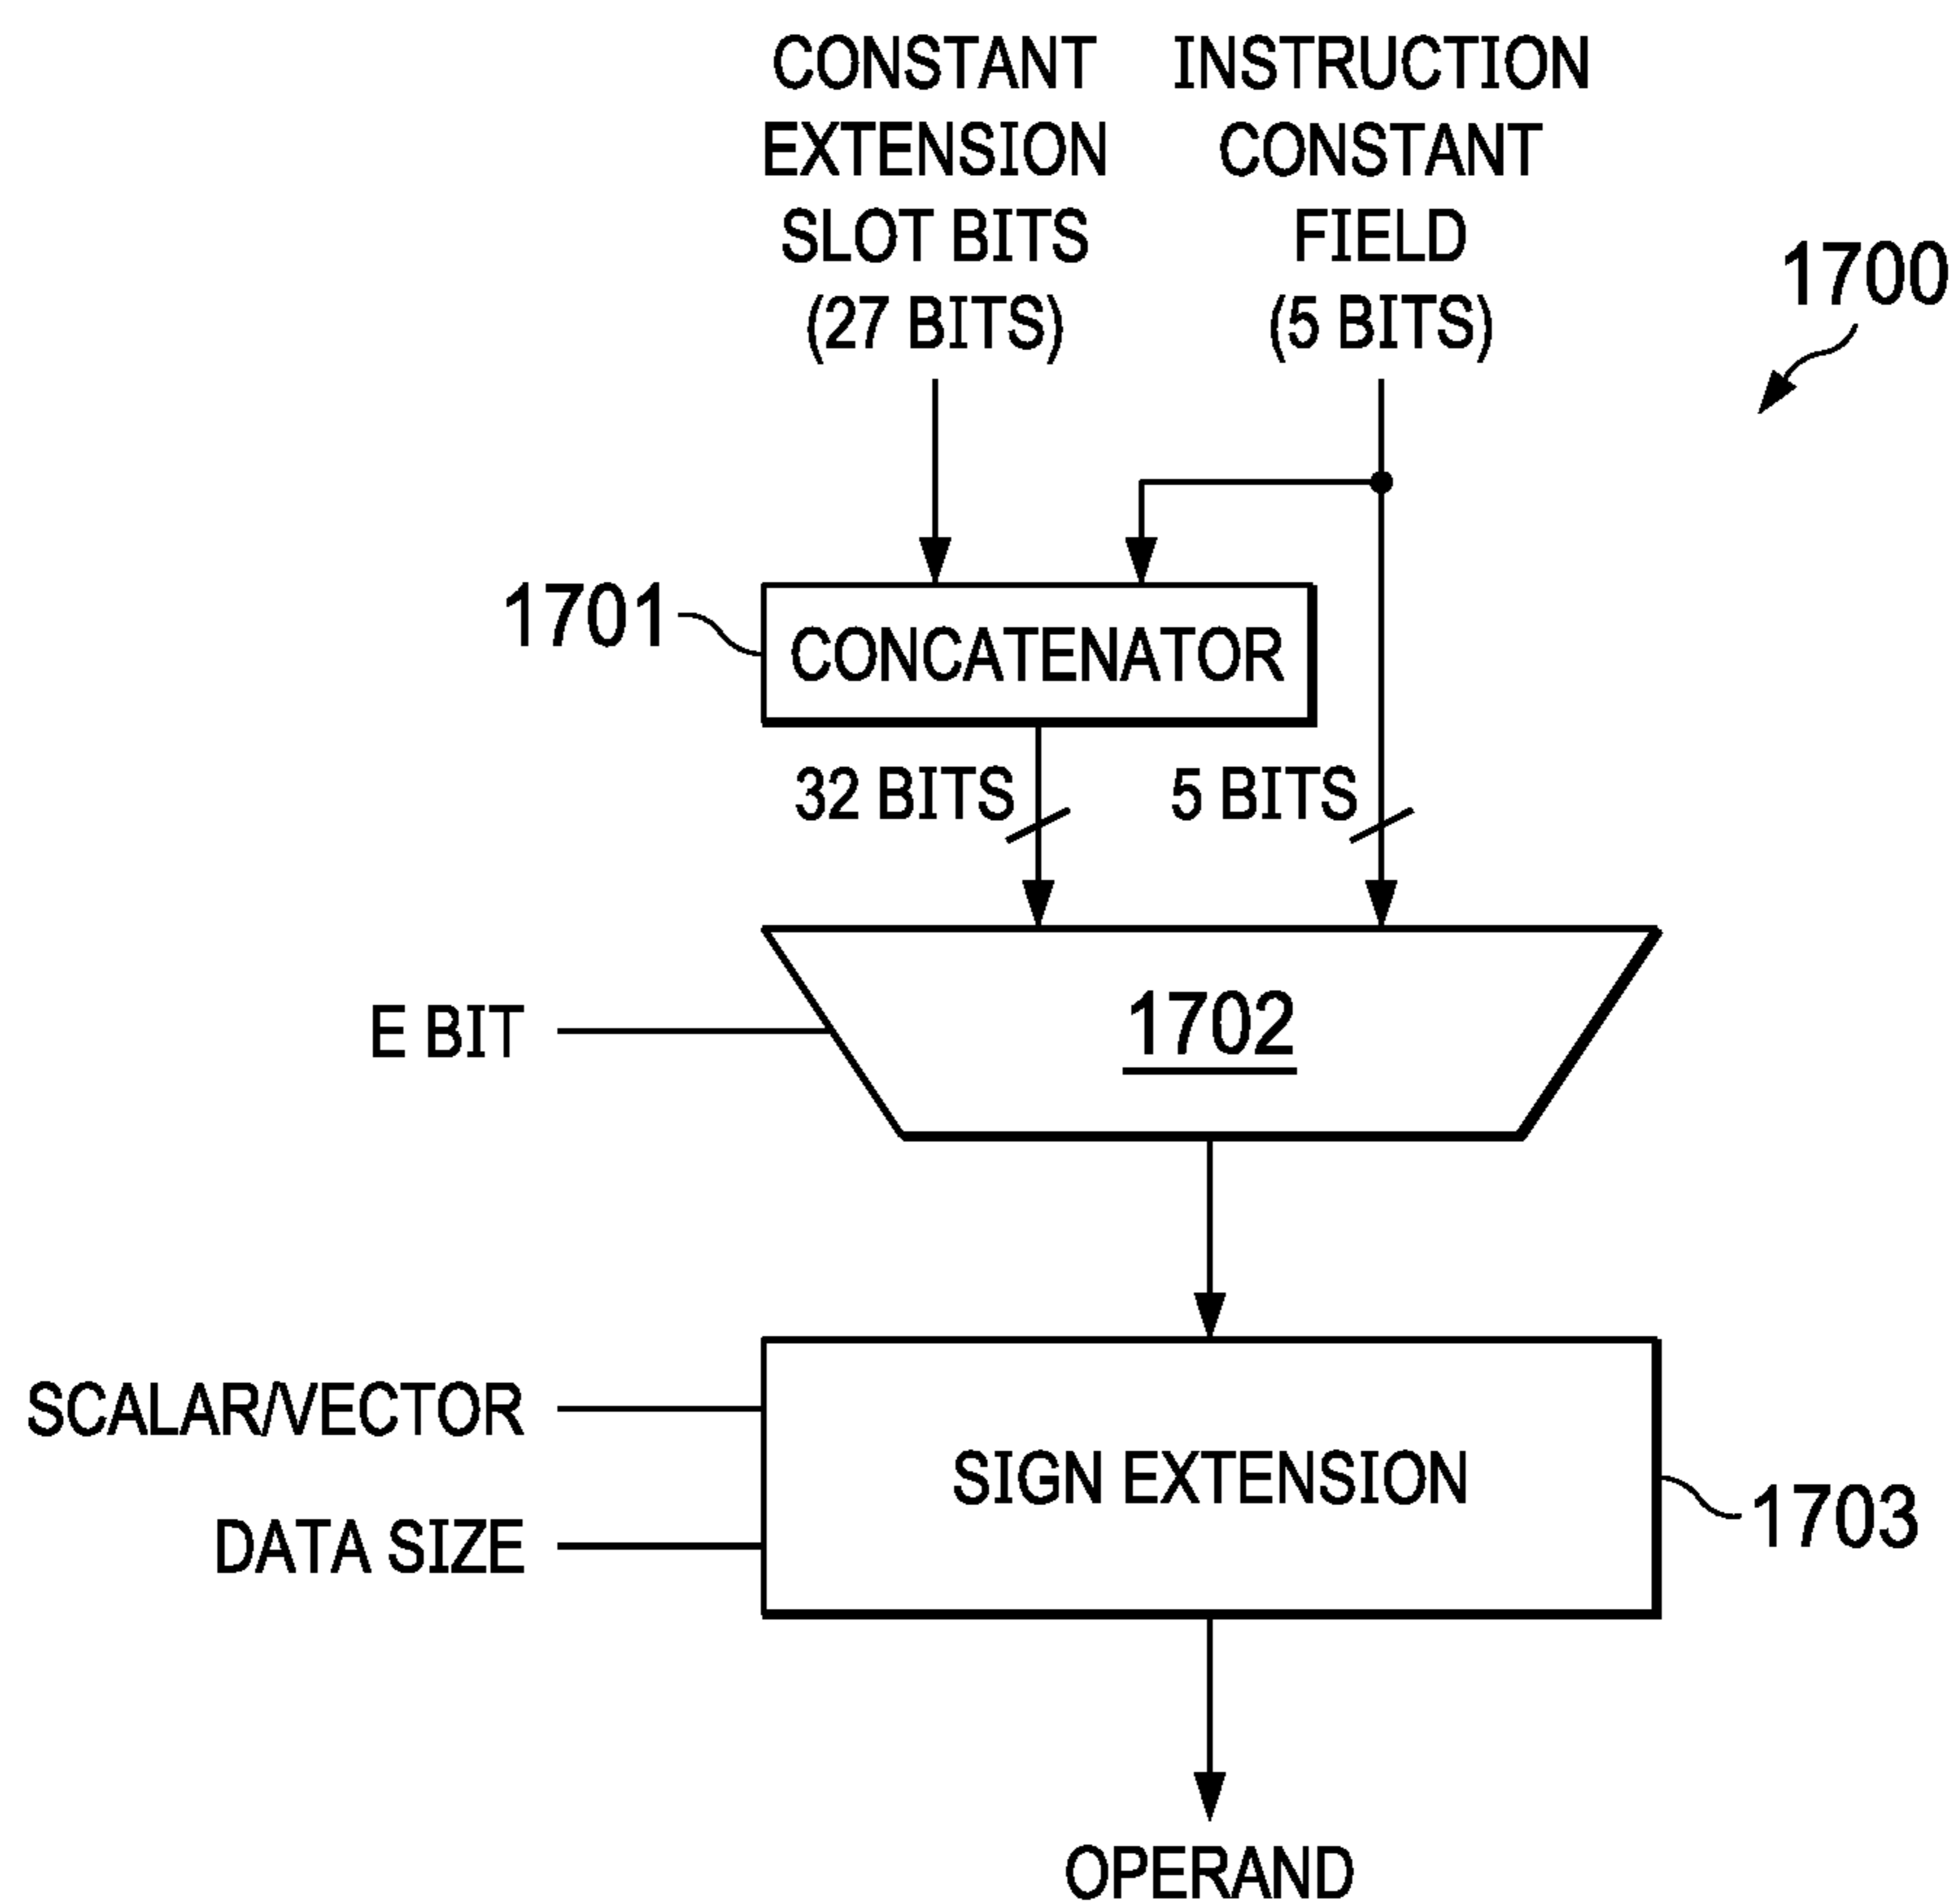 CONSTANT
EXTENSION
SLOT BITS
(27 BITS)
INSTRUCTION
CONSTANT
FIELD
(5 BITS)
1700
1701
CONCATENATOR
32 BITS
5 BITS
E BIT
1702
SCALAR/VECTOR
DATA SIZE
SIGN EXTENSION
1703
OPERAND